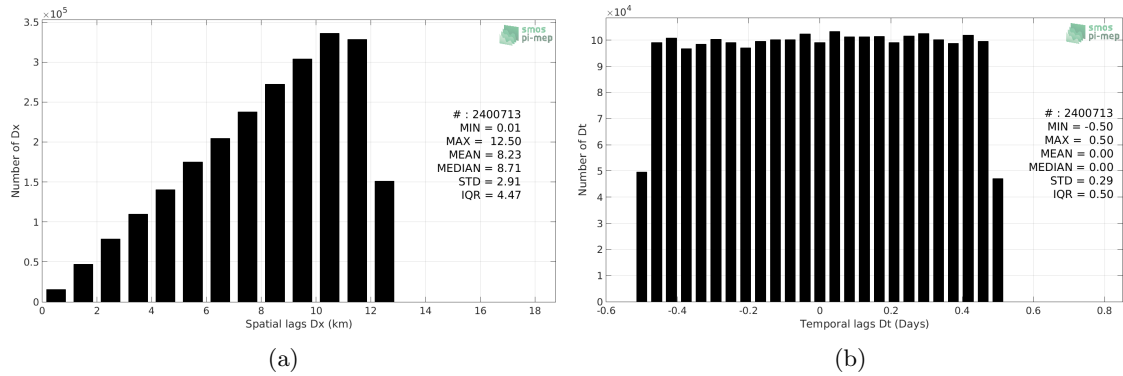 ×10⁵
3.5
3
2.5
2
1.5
1
0.5
0
Number of Dx
smos
pi-mep
# : 2400713
MIN = 0.01
MAX = 12.50
MEAN = 8.23
MEDIAN = 8.71
STD = 2.91
IQR = 4.47
0 2 4 6 8 10 12 14 16 18
Spatial lags Dx (km)
(a)
×10⁴
10
9
8
7
6
5
4
3
2
1
0
Number of Dt
smos
pi-mep
# : 2400713
MIN = -0.50
MAX = 0.50
MEAN = 0.00
MEDIAN = 0.00
STD = 0.29
IQR = 0.50
-0.6 -0.4 -0.2 0 0.2 0.4 0.6 0.8
Temporal lags Dt (Days)
(b)